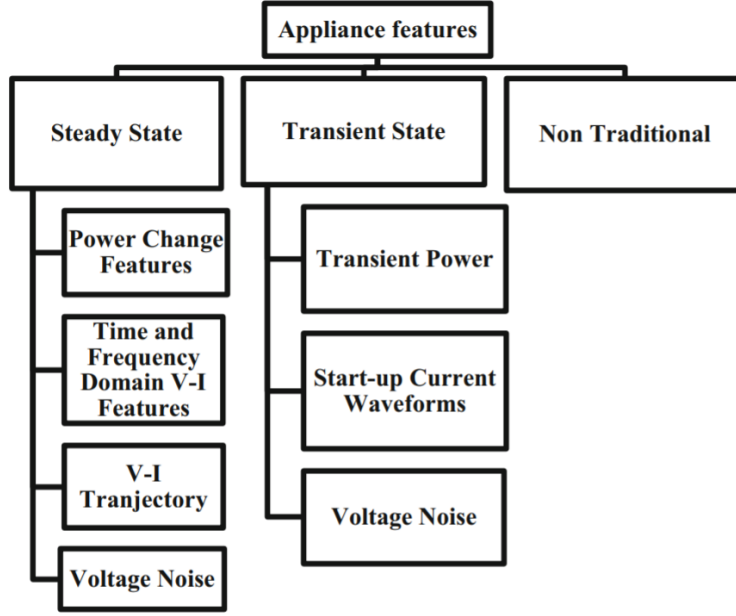 Appliance features
Steady State
Transient State
Non Traditional
Power Change
Features
Time and
Frequency
Domain V-I
Features
V-I
Tranjectory
Voltage Noise
Transient Power
Start-up Current
Waveforms
Voltage Noise